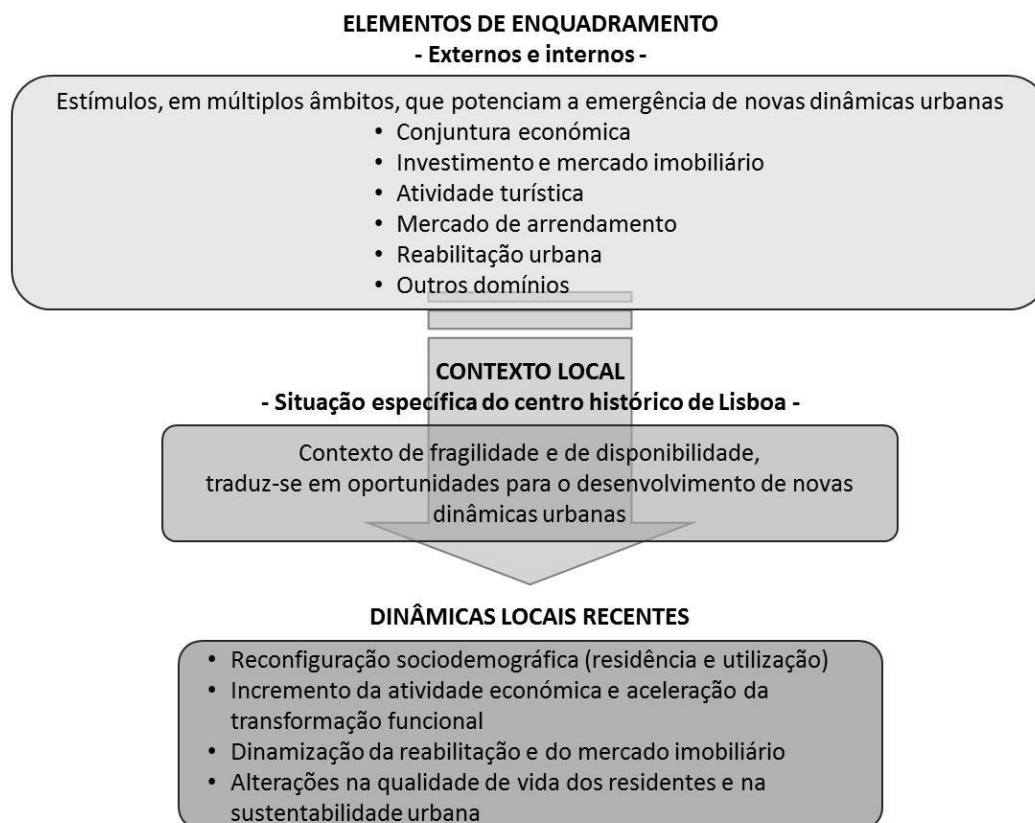 ELEMENTOS DE ENQUADRAMENTO
- Externos e internos -
Estímulos, em múltiplos âmbitos, que potenciam a emergência de novas dinâmicas urbanas
• Conjuntura económica
• Investimento e mercado imobiliário
• Atividade turística
• Mercado de arrendamento
• Reabilitação urbana
• Outros domínios
CONTEXTO LOCAL
- Situação específica do centro histórico de Lisboa -
Contexto de fragilidade e de disponibilidade,
traduz-se em oportunidades para o desenvolvimento de novas
dinâmicas urbanas
DINÂMICAS LOCAIS RECENTES
• Reconfiguração sociodemográfica (residência e utilização)
• Incremento da atividade económica e aceleração da
transformação funcional
• Dinamização da reabilitação e do mercado imobiliário
• Alterações na qualidade de vida dos residentes e na
sustentabilidade urbana